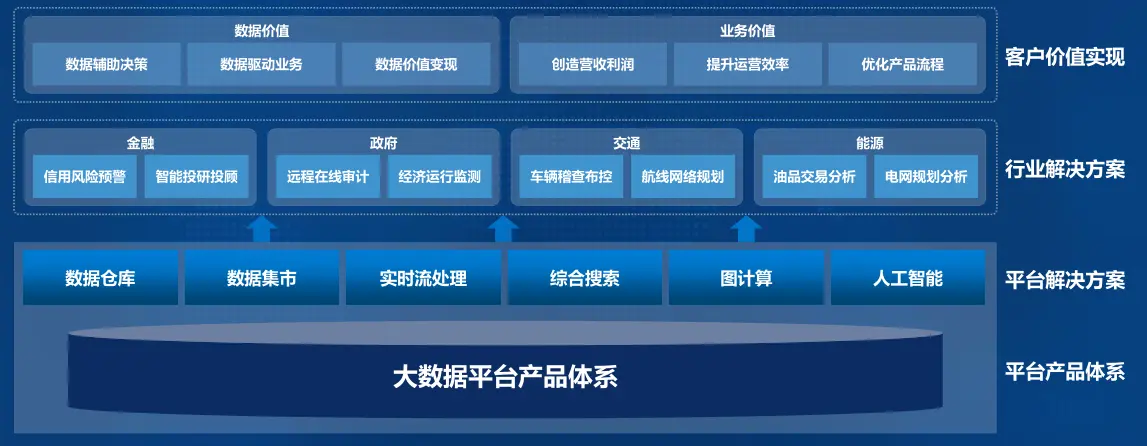 数据价值
数据辅助决策
数据驱动业务
数据价值变现
业务价值
创造营收利润
提升运营效率
优化产品流程
客户价值实现
金融
信用风险预警
智能投研投顾
政府
远程在线审计
经济运行监测
交通
车辆稽查布控
航线网络规划
能源
油品交易分析
电网规划分析
行业解决方案
数据仓库
数据集市
实时流处理
综合搜索
图计算
人工智能
平台解决方案
大数据平台产品体系
平台产品体系